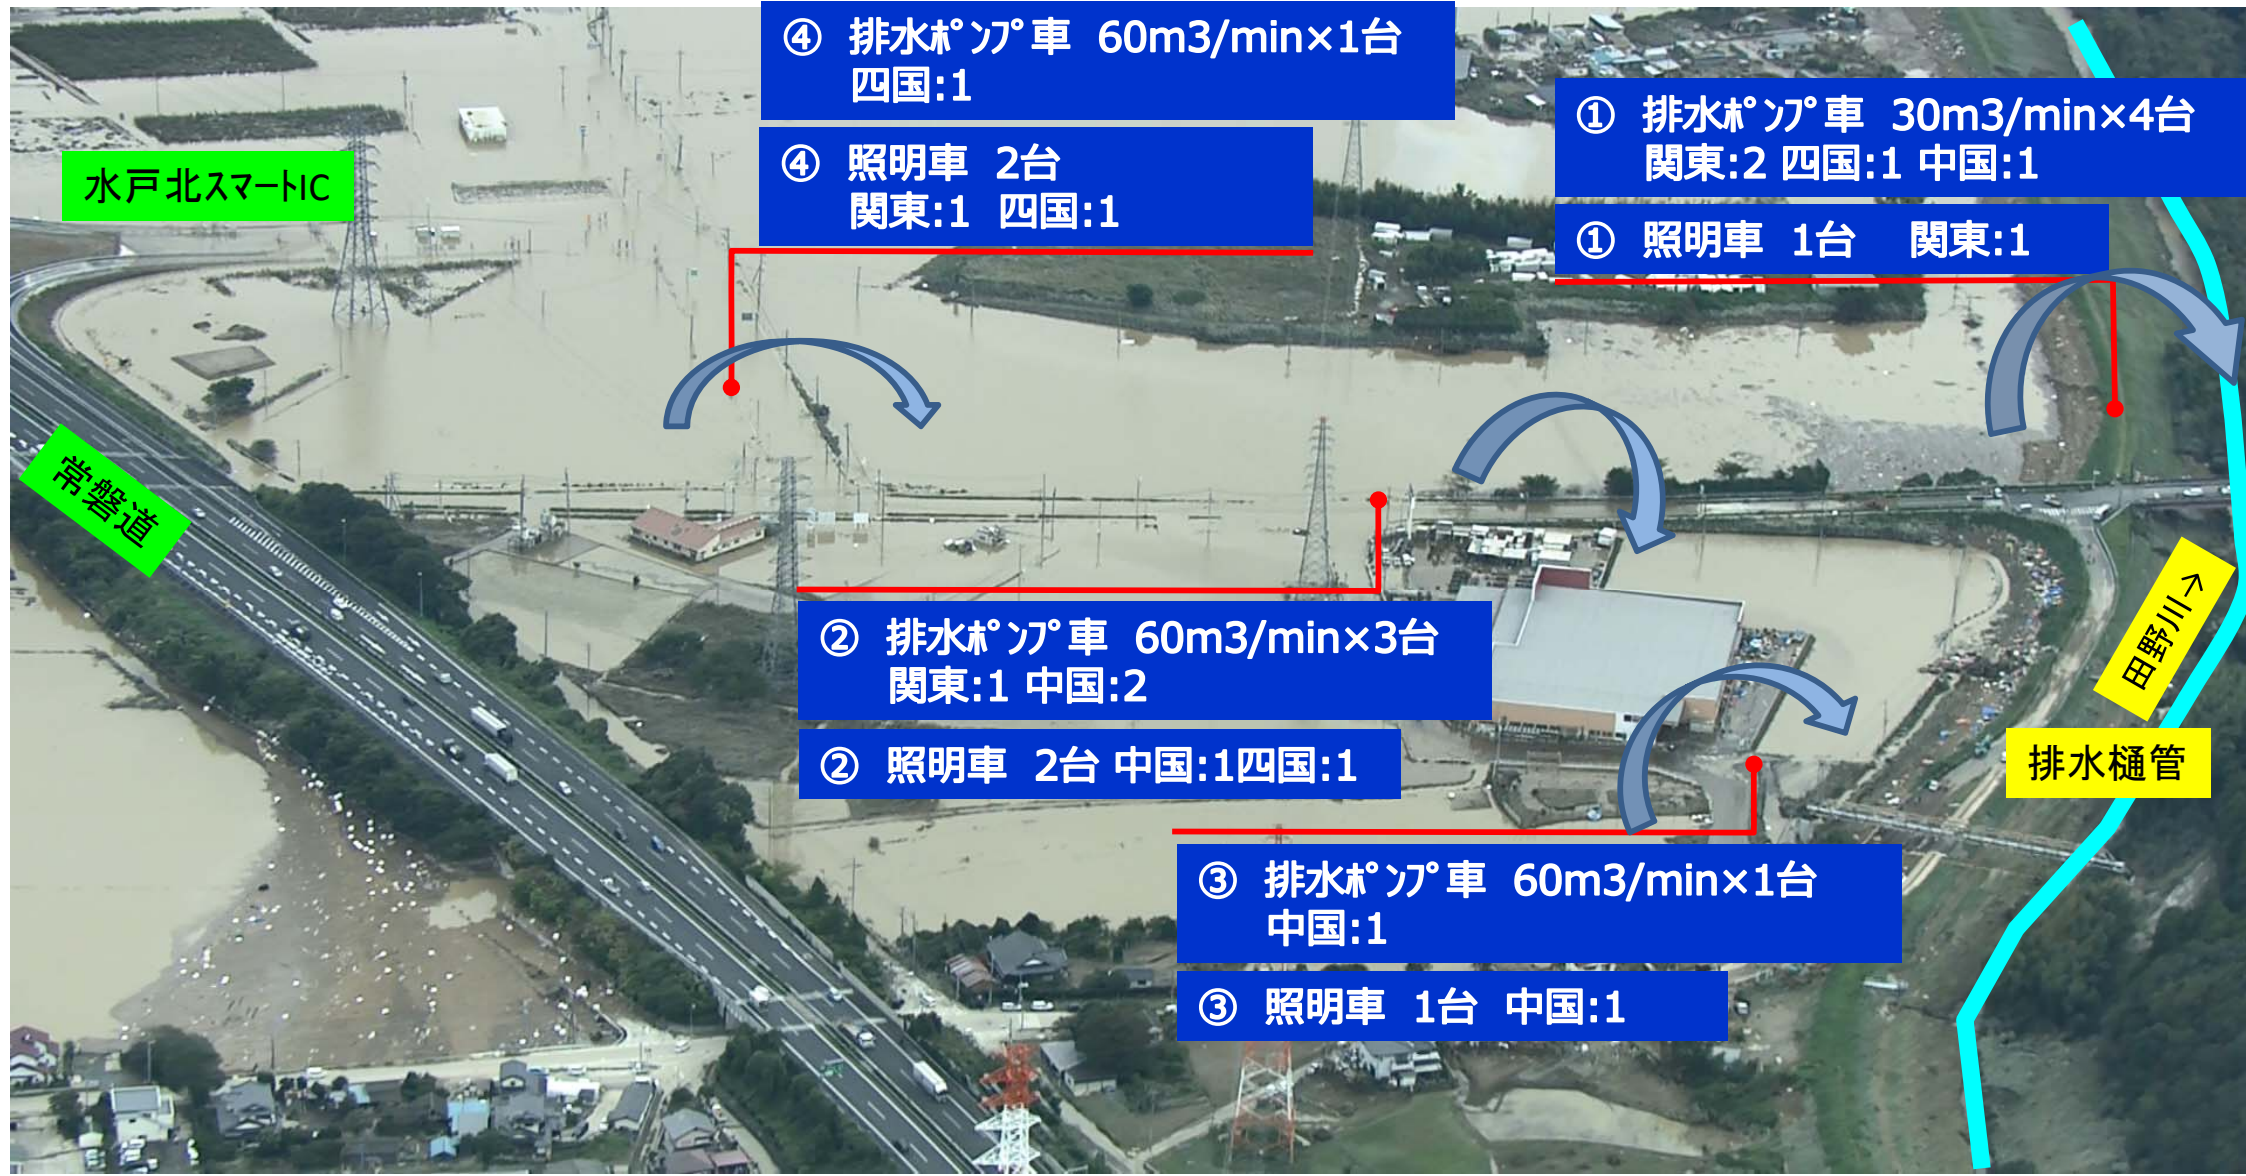 ④ 排水ﾎﾟﾝﾌﾟ車 60m3/min×1台
四国:1
④ 照明車 2台
関東:1 四国:1
① 排水ﾎﾟﾝﾌﾟ車 30m3/min×4台
関東:2 四国:1 中国:1
① 照明車 1台 関東:1
水戸北ｽﾏｰﾄIC
常磐道
② 排水ﾎﾟﾝﾌﾟ車 60m3/min×3台
関東:1 中国:2
② 照明車 2台 中国:1四国:1
田野川→
排水樋管
③ 排水ﾎﾟﾝﾌﾟ車 60m3/min×1台
中国:1
③ 照明車 1台 中国:1